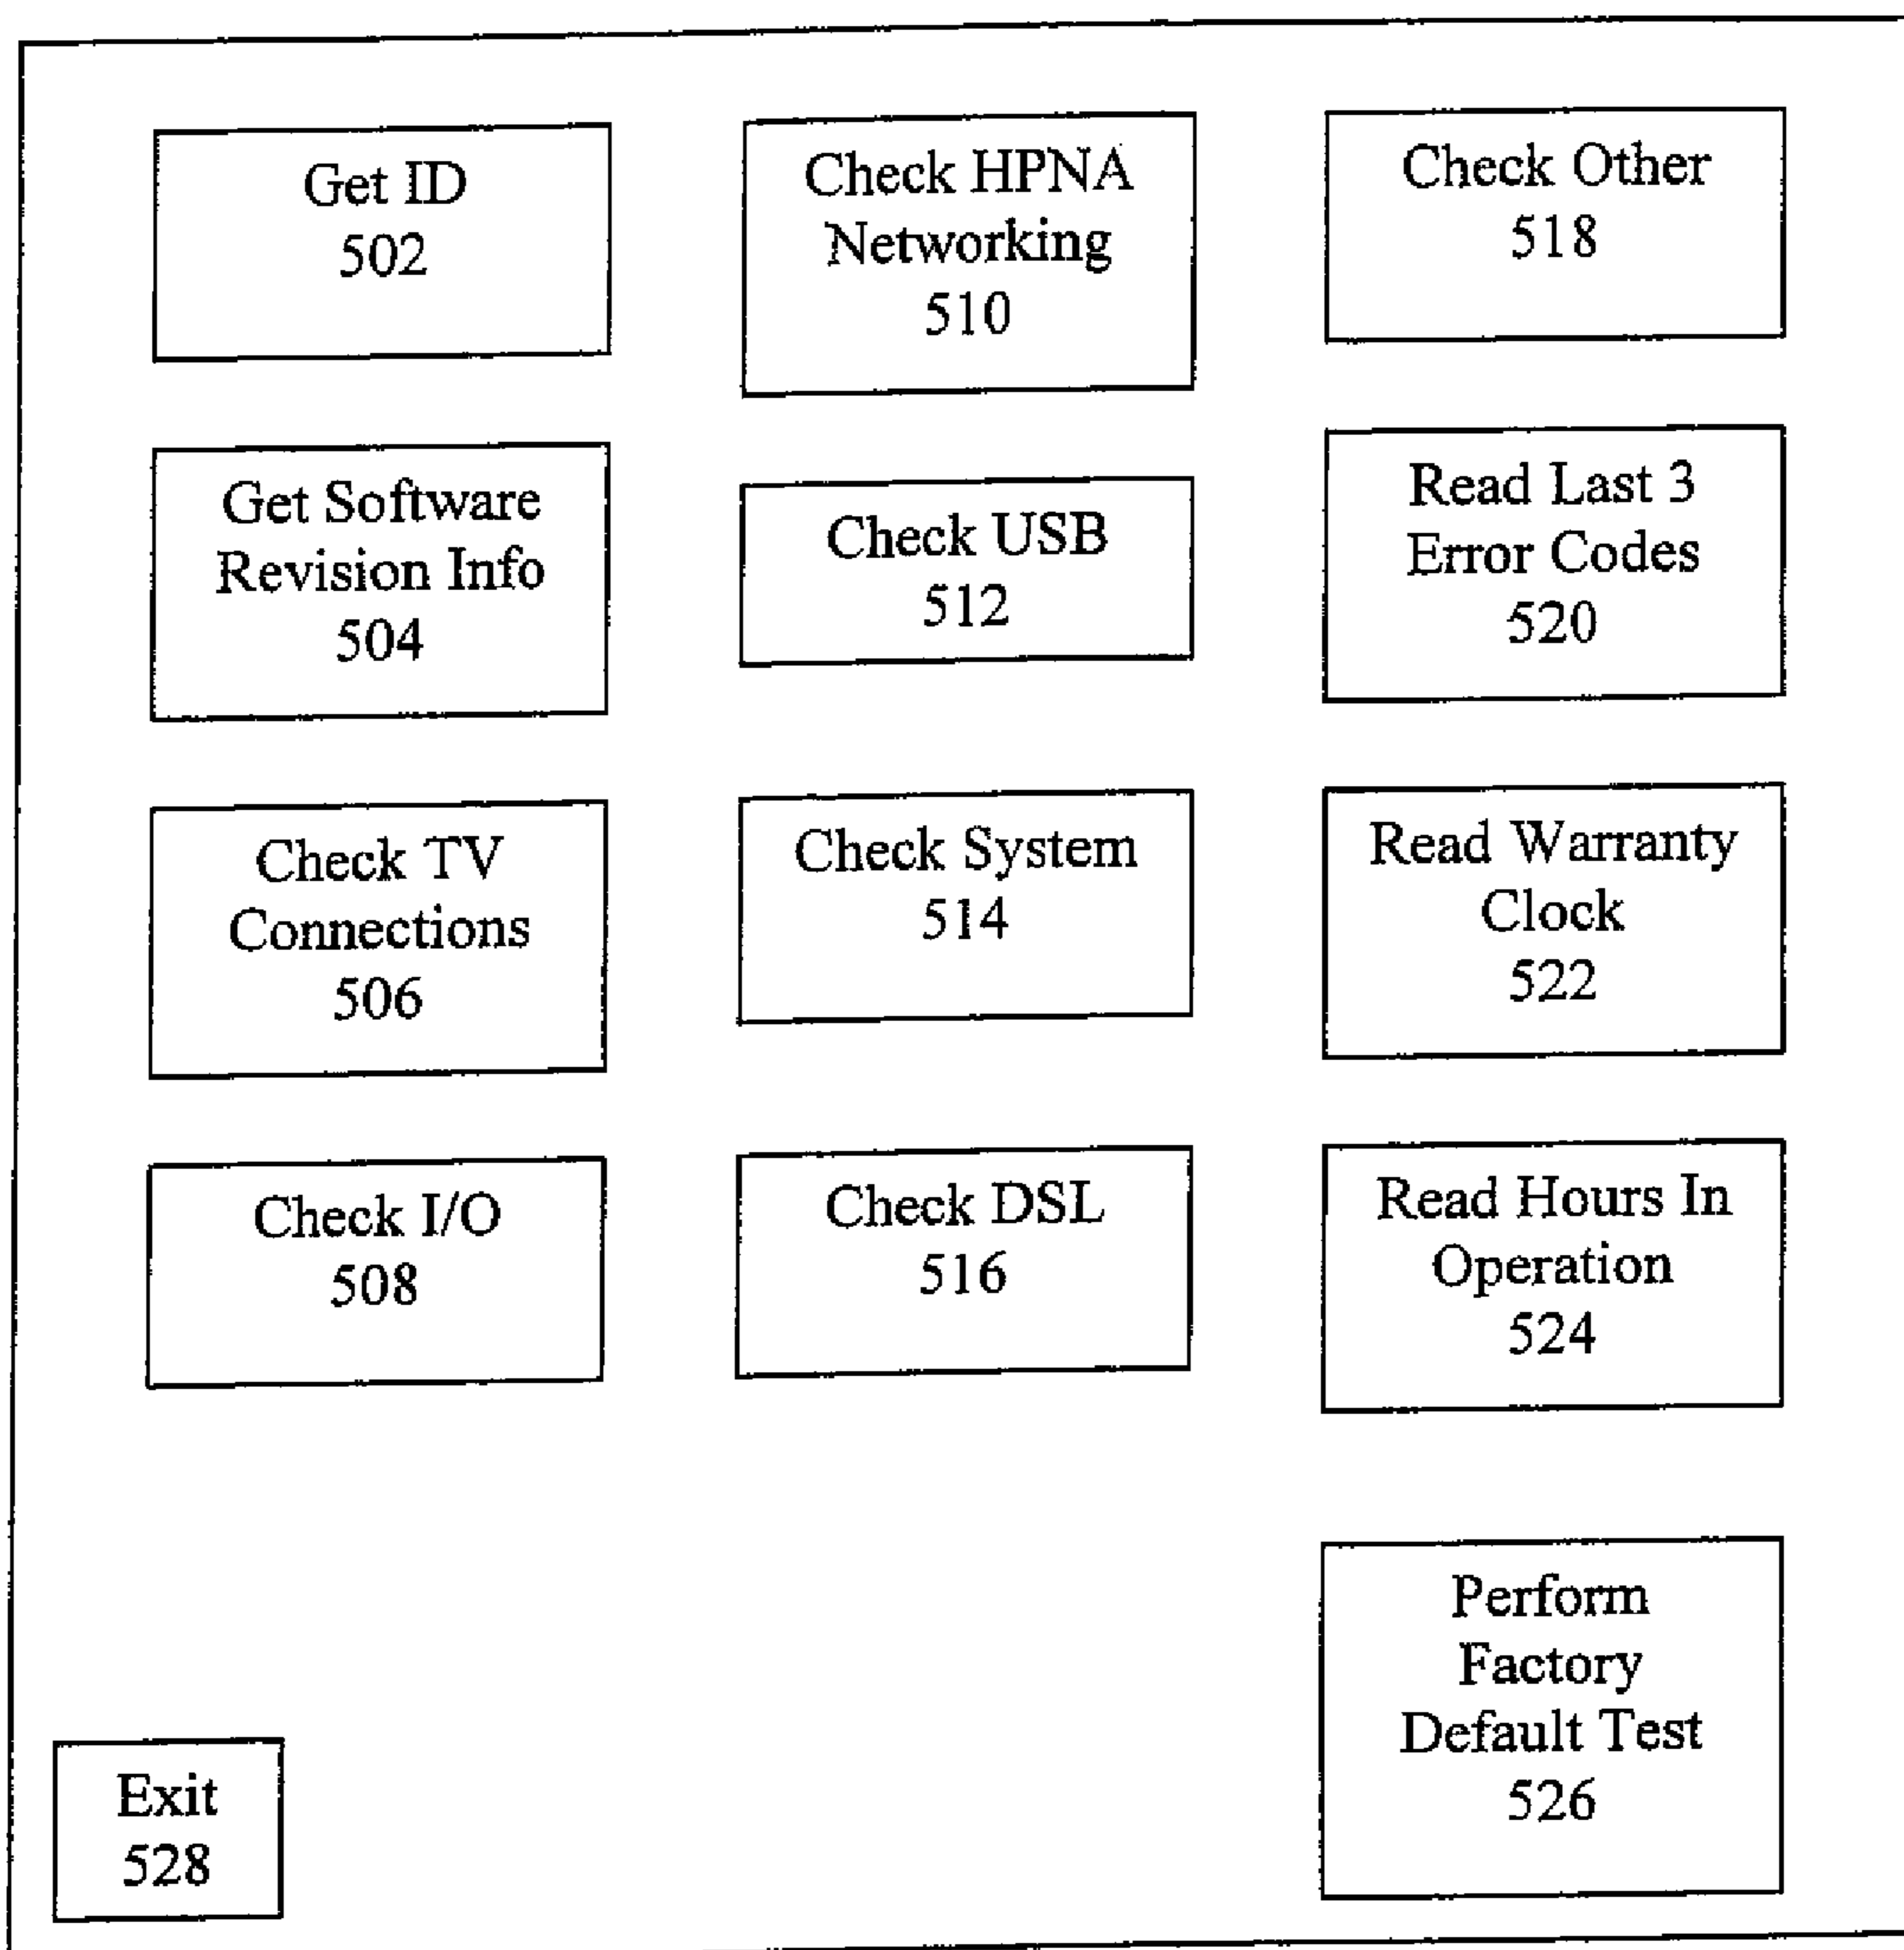 Get ID
502
Get Software
Revision Info
504
Check TV
Connections
506
Check I/O
508
Check HPNA
Networking
510
Check USB
512
Check System
514
Check DSL
516
Check Other
518
Read Last 3
Error Codes
520
Read Warranty
Clock
522
Read Hours In
Operation
524
Perform
Factory
Default Test
526
Exit
528